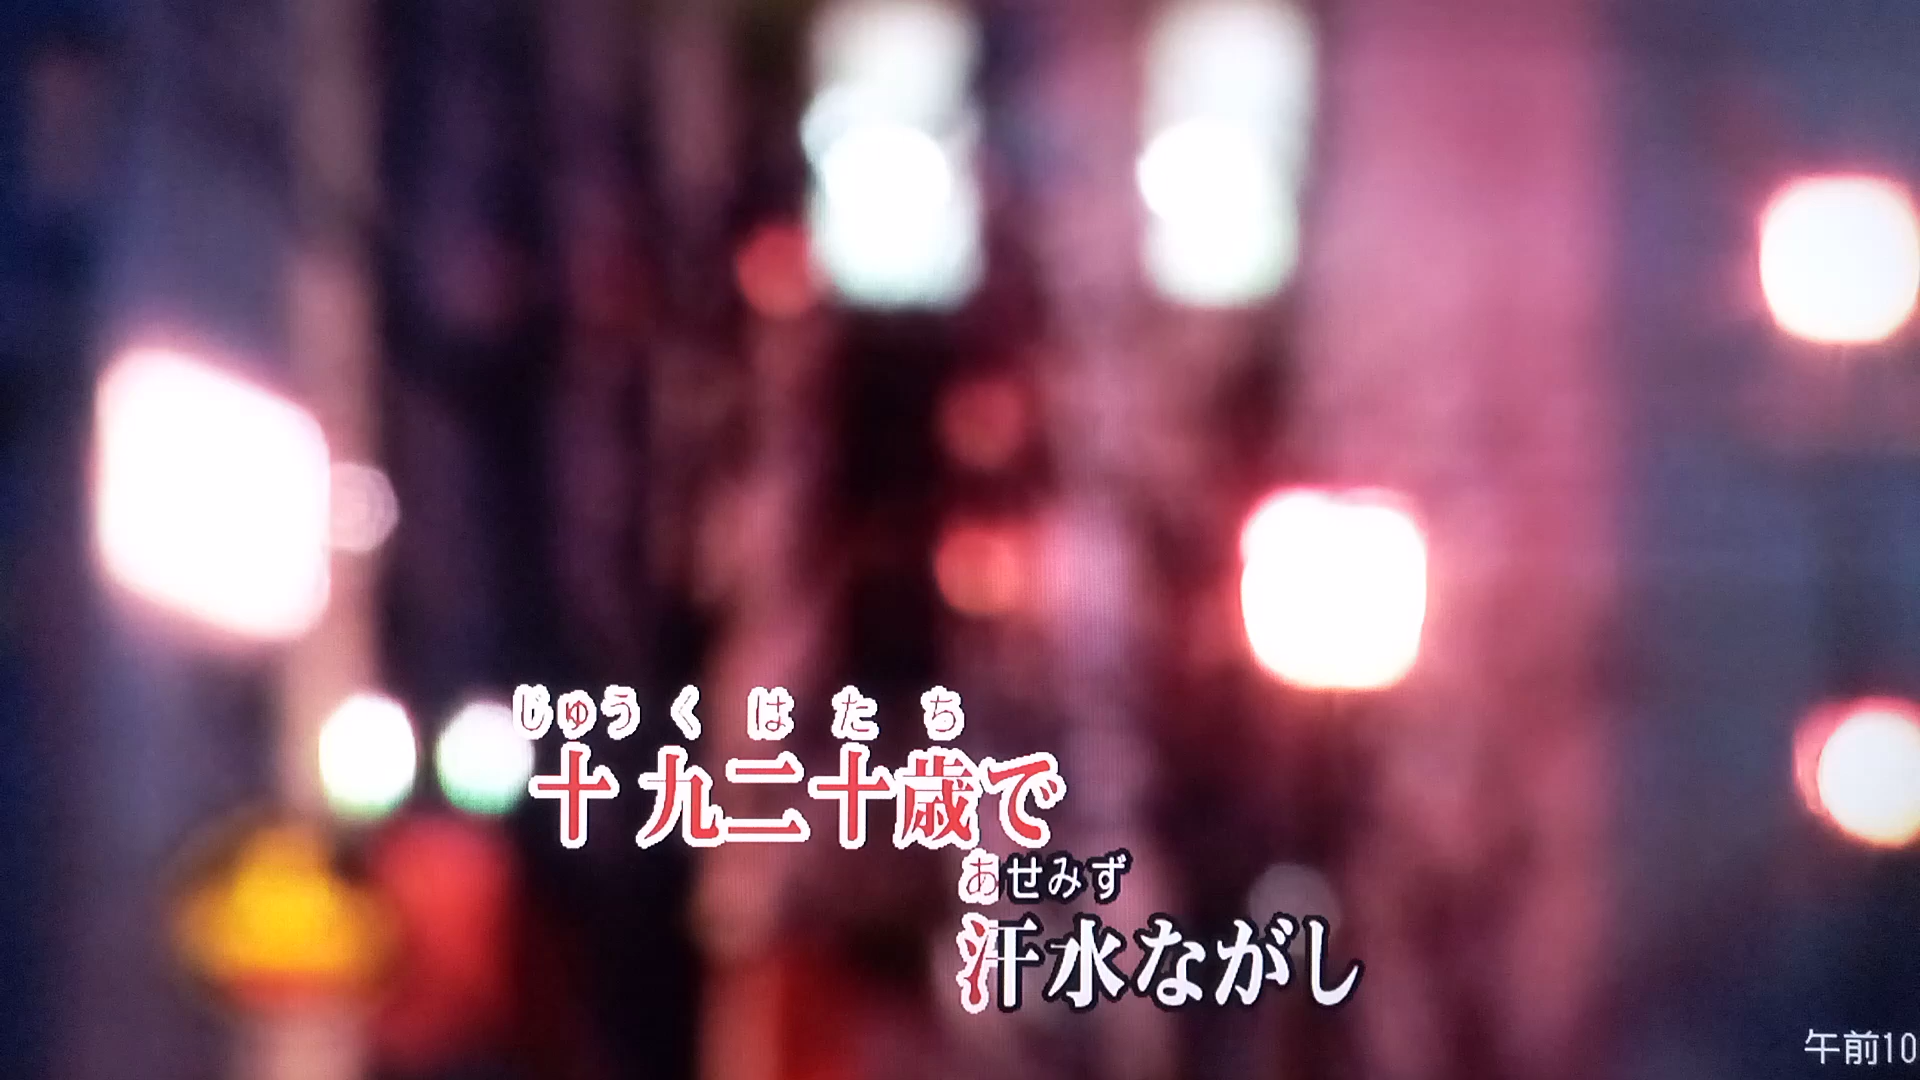 じゅうくはたち
十九二十歳で
あせみず
汗水ながし
午前10